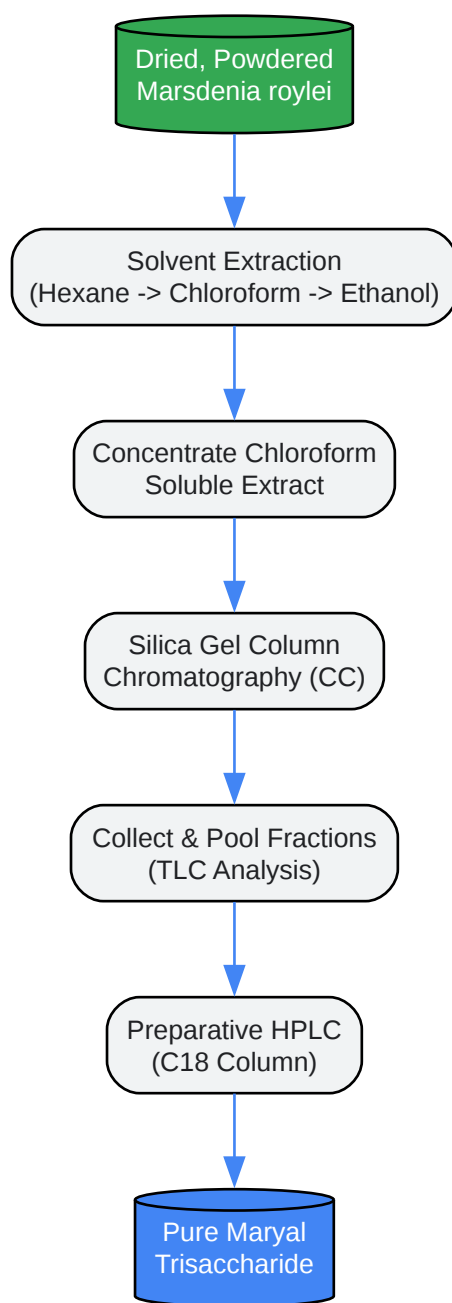 Dried, Powdered
Marsdenia roylei
Solvent Extraction
(Hexane -> Chloroform -> Ethanol)
Concentrate Chloroform
Soluble Extract
Silica Gel Column
Chromatography (CC)
Collect & Pool Fractions
(TLC Analysis)
Preparative HPLC
(C18 Column)
Pure Maryal
Trisaccharide